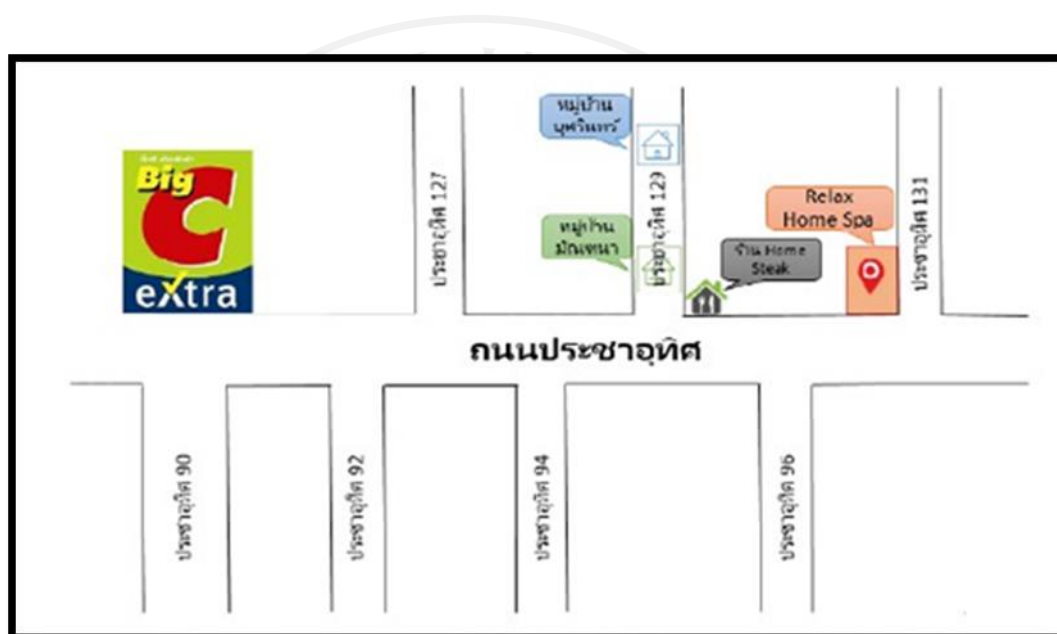 หมู่บ้าน
บุศรินทร์
Big
C
extra
ประชาอุทิศ 127
ประชาอุทิศ 129
ประชาอุทิศ 131
Relax
Home Spa
หมู่บ้าน
มัณฑนา
ร้าน Home
Steak
ถนนประชาอุทิศ
ประชาอุทิศ 90
ประชาอุทิศ 92
ประชาอุทิศ 94
ประชาอุทิศ 96